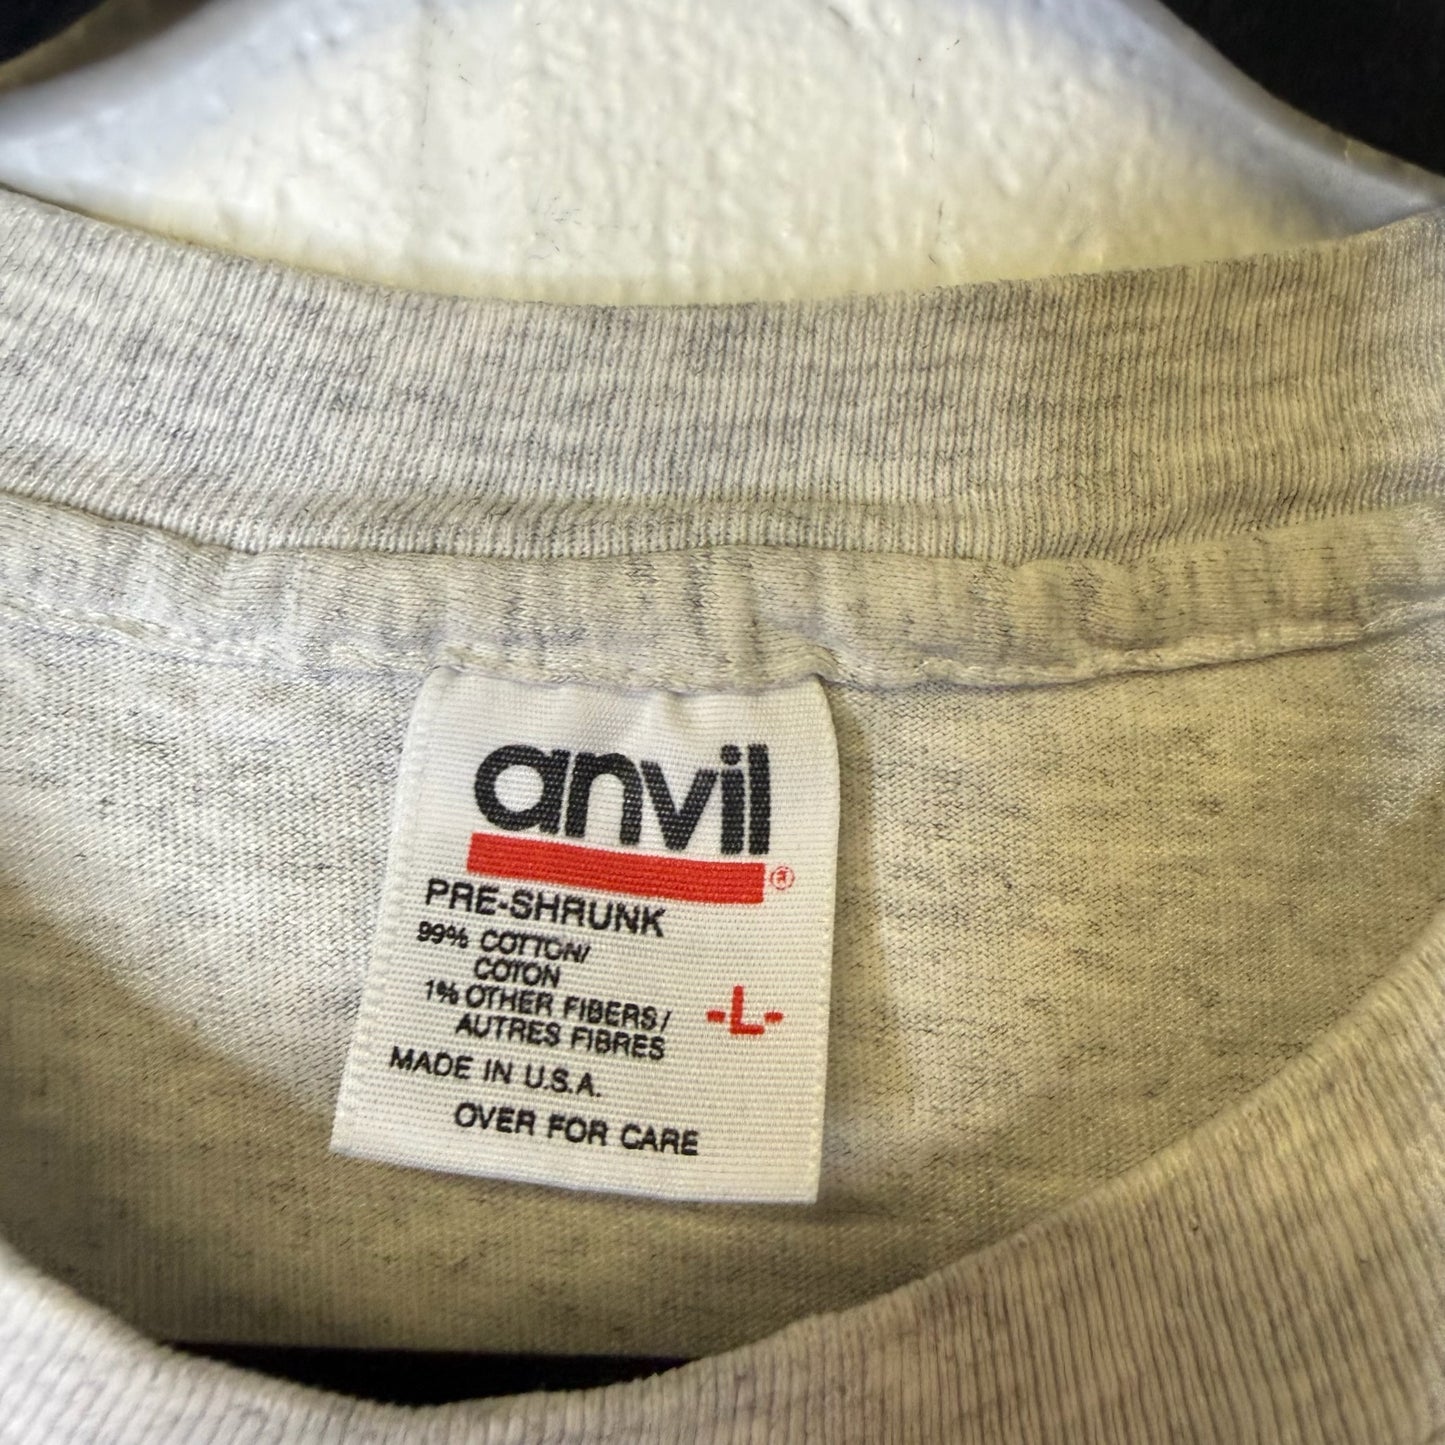 anvil®
PRE-SHRUNK
99% COTTON/
COTON
1% OTHER FIBERS/
AUTRES FIBRES
-L-
MADE IN U.S.A.
OVER FOR CARE